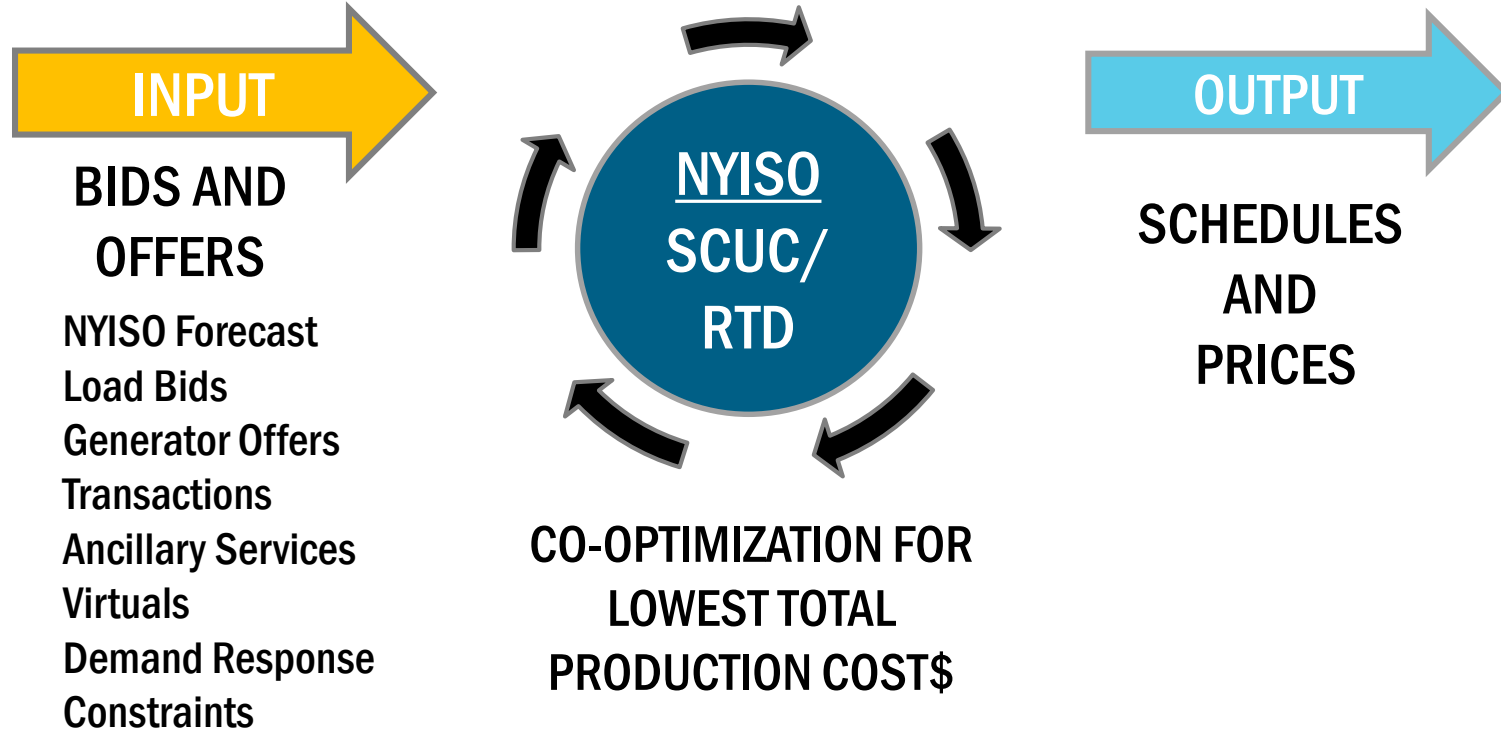 INPUT
BIDS AND
OFFERS
NYISO Forecast
Load Bids
Generator Offers
Transactions
Ancillary Services
Virtuals
Demand Response
Constraints
NYISO
SCUC/
RTD
CO-OPTIMIZATION FOR
LOWEST TOTAL
PRODUCTION COST$
OUTPUT
SCHEDULES
AND
PRICES